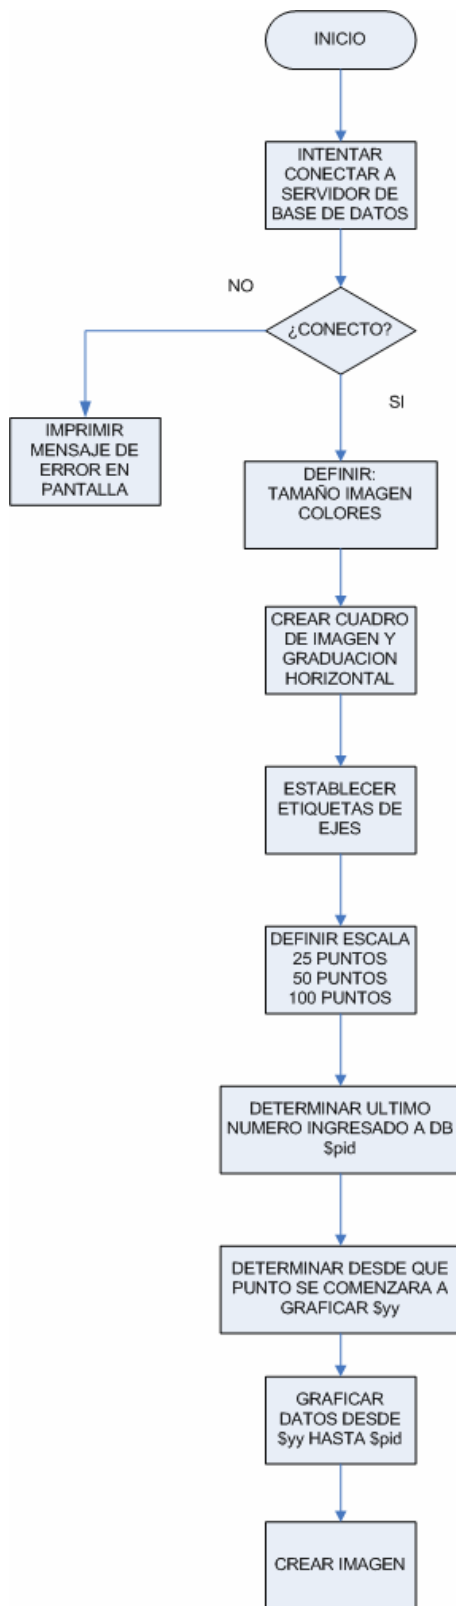 INICIO
INTENTAR
CONECTAR A
SERVIDOR DE
BASE DE DATOS
NO
¿CONECTO?
SI
IMPRIMIR
MENSAJE DE
ERROR EN
PANTALLA
DEFINIR:
TAMAÑO IMAGEN
COLORES
CREAR CUADRO
DE IMAGEN Y
GRADUACION
HORIZONTAL
ESTABLECER
ETIQUETAS DE
EJES
DEFINIR ESCALA
25 PUNTOS
50 PUNTOS
100 PUNTOS
DETERMINAR ULTIMO
NUMERO INGRESADO A DB
$pid
DETERMINAR DESDE QUE
PUNTO SE COMENZARA A
GRAFICAR $yy
GRAFICAR
DATOS DESDE
$yy HASTA $pid
CREAR IMAGEN